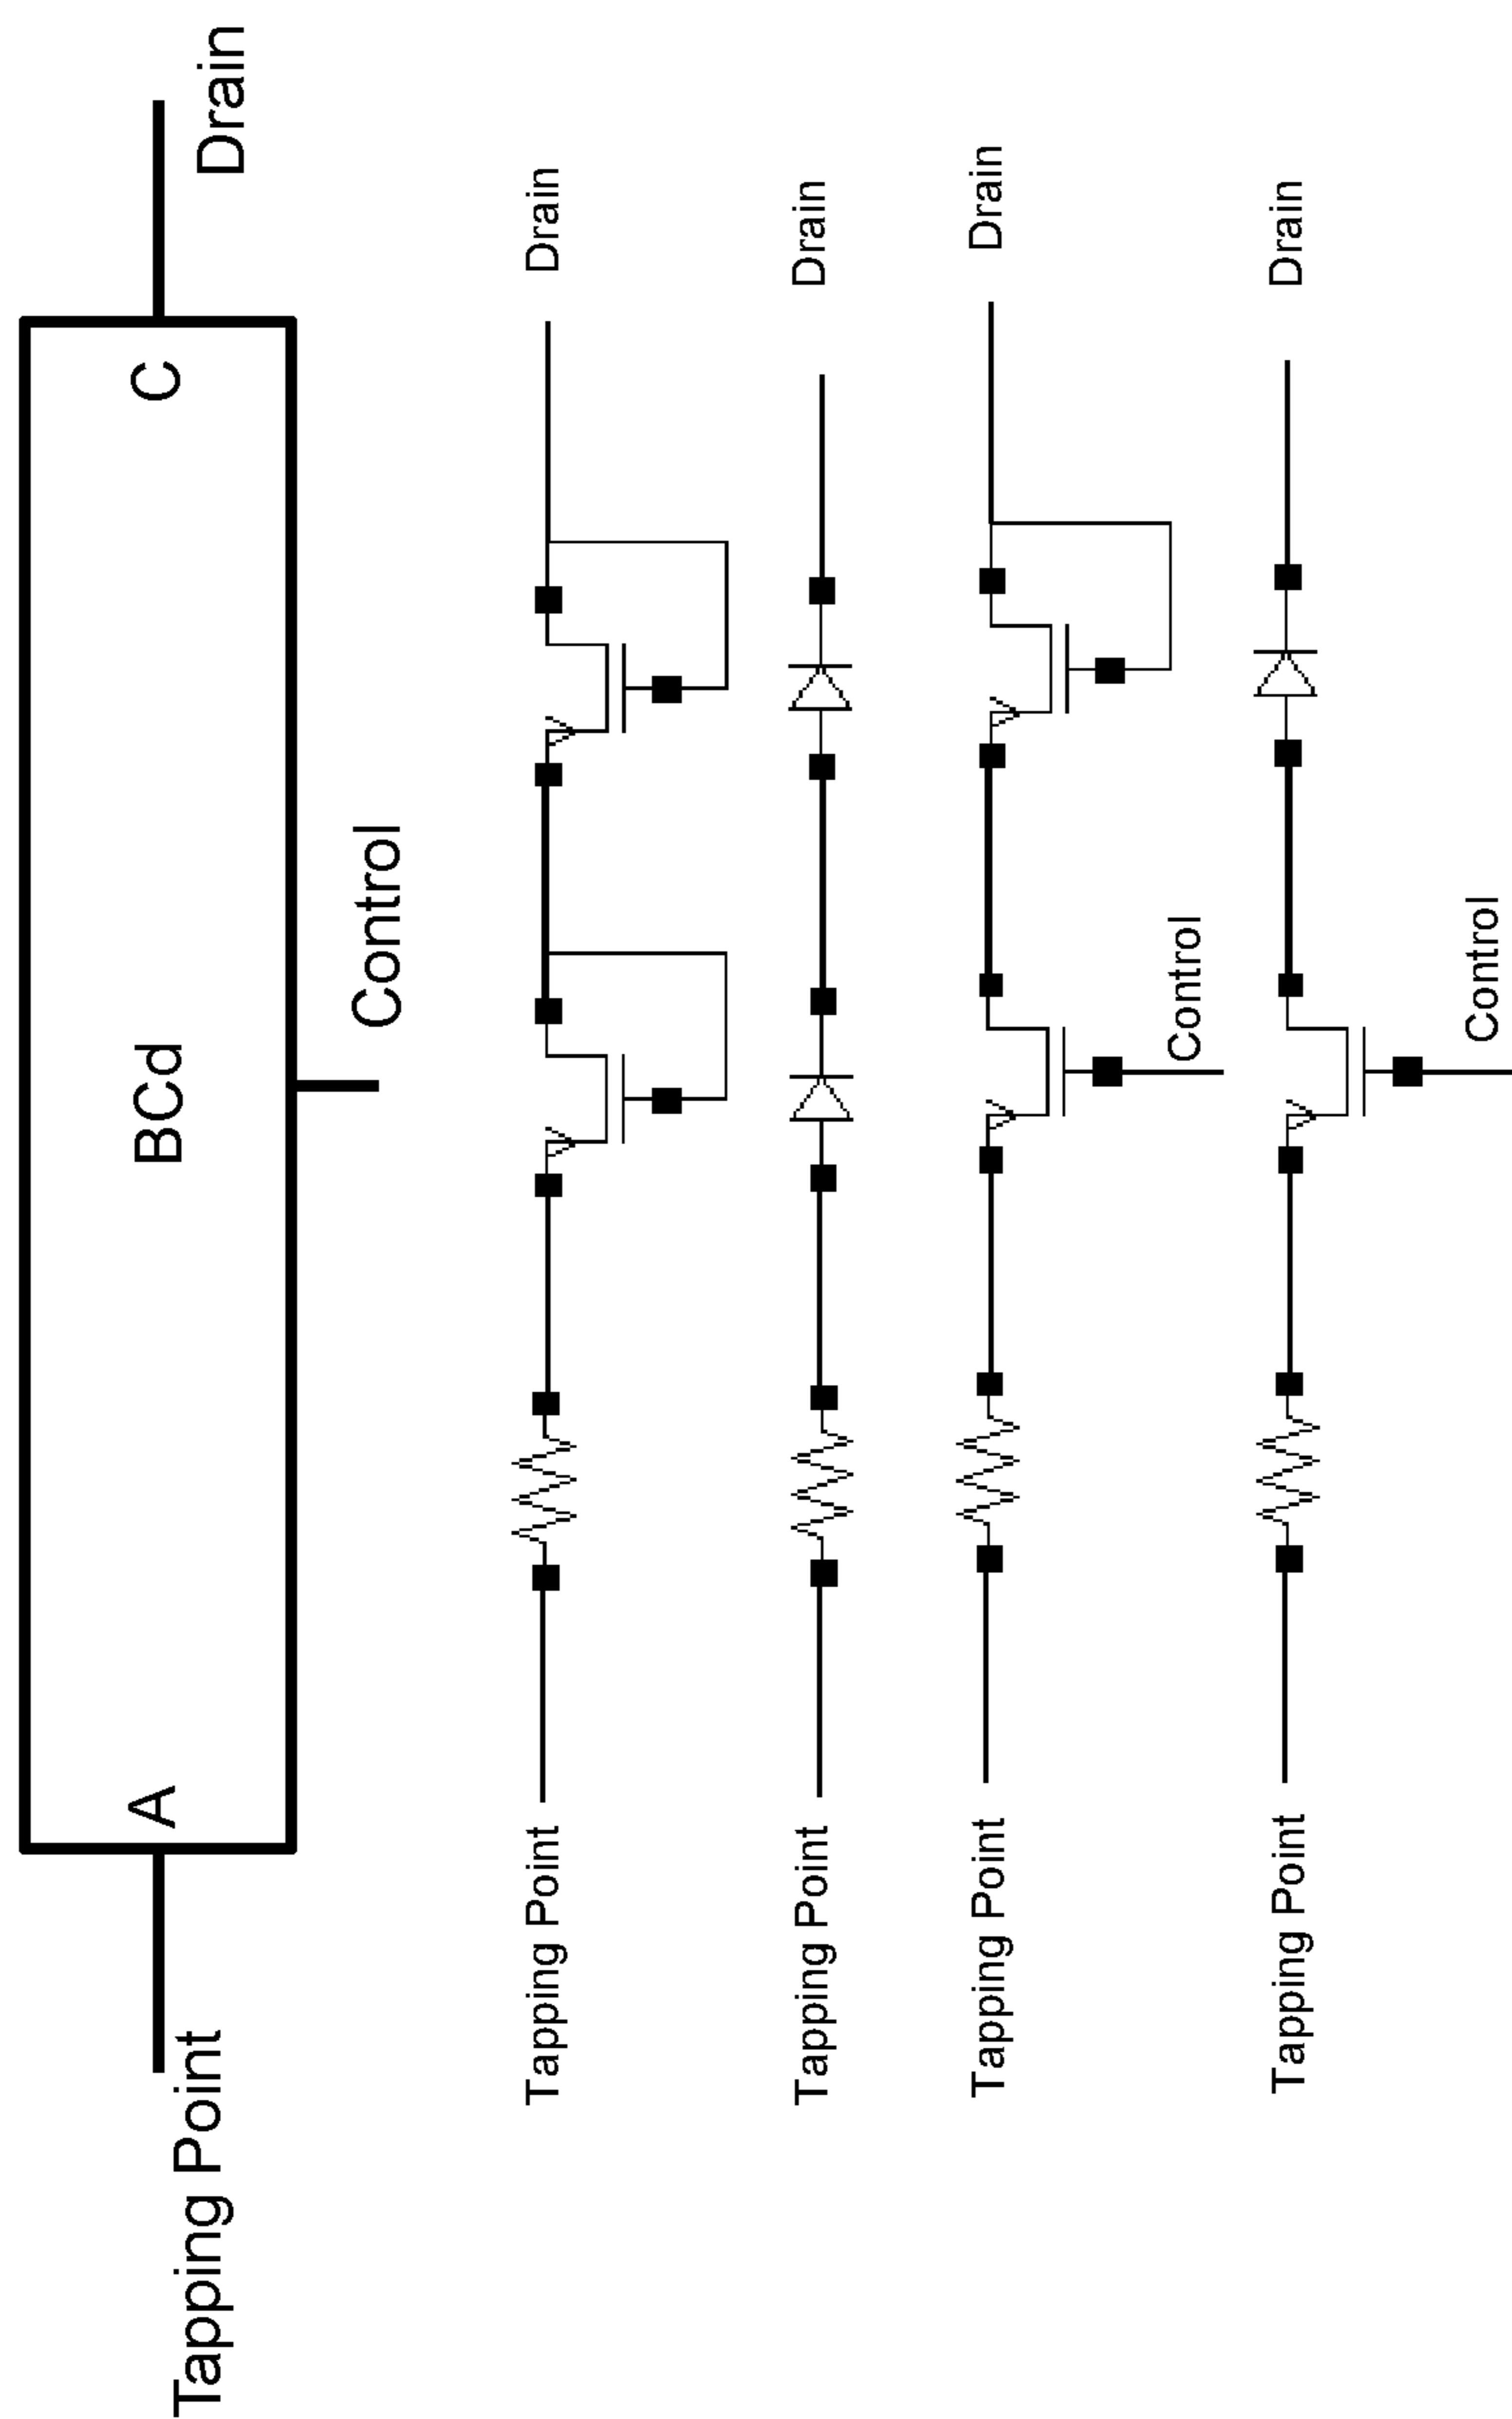 Tapping Point
A
BCd
C
Drain
Control
Tapping Point
Drain
Tapping Point
Drain
Tapping Point
Control
Drain
Tapping Point
Control
Drain